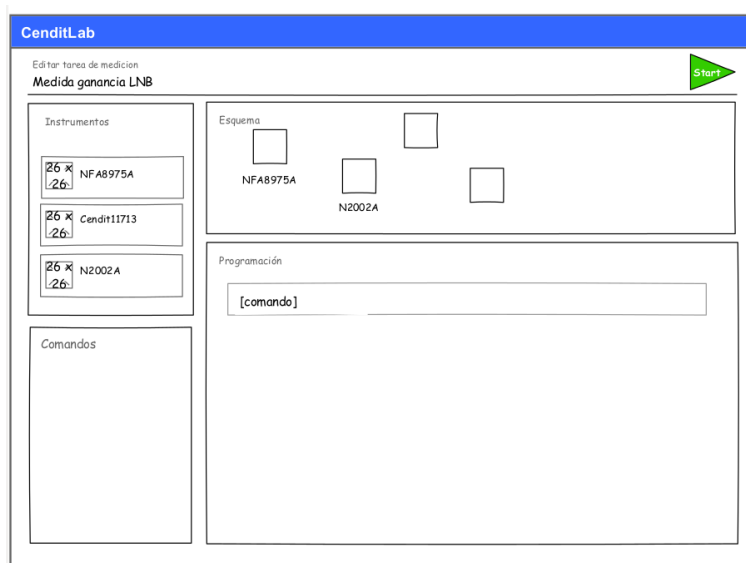 CenditLab
Editar tarea de medicion
Medida ganancia LNB
Start
Instrumentos
26 x
26
NFA8975A
26 x
26
Cendit11713
26 x
26
N2002A
Comandos
Esquema
NFA8975A
N2002A
Programación
[comando]